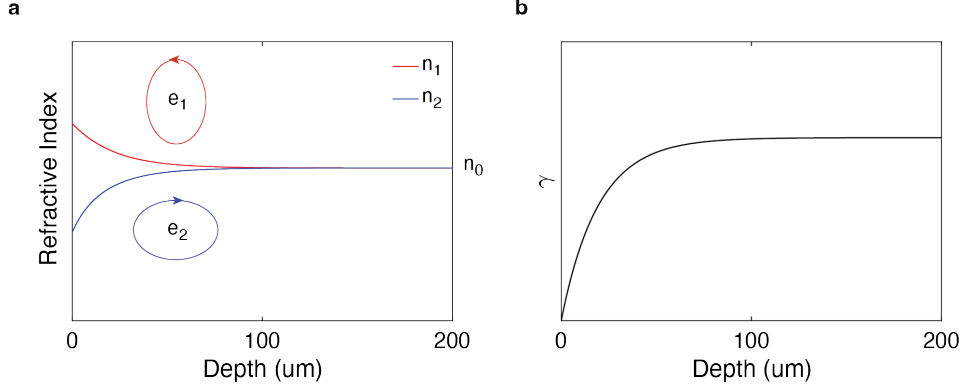 a
Refractive Index
e1
e2
n1
n2
n0
0
100
200
Depth (um)
b
γ
0
100
200
Depth (um)